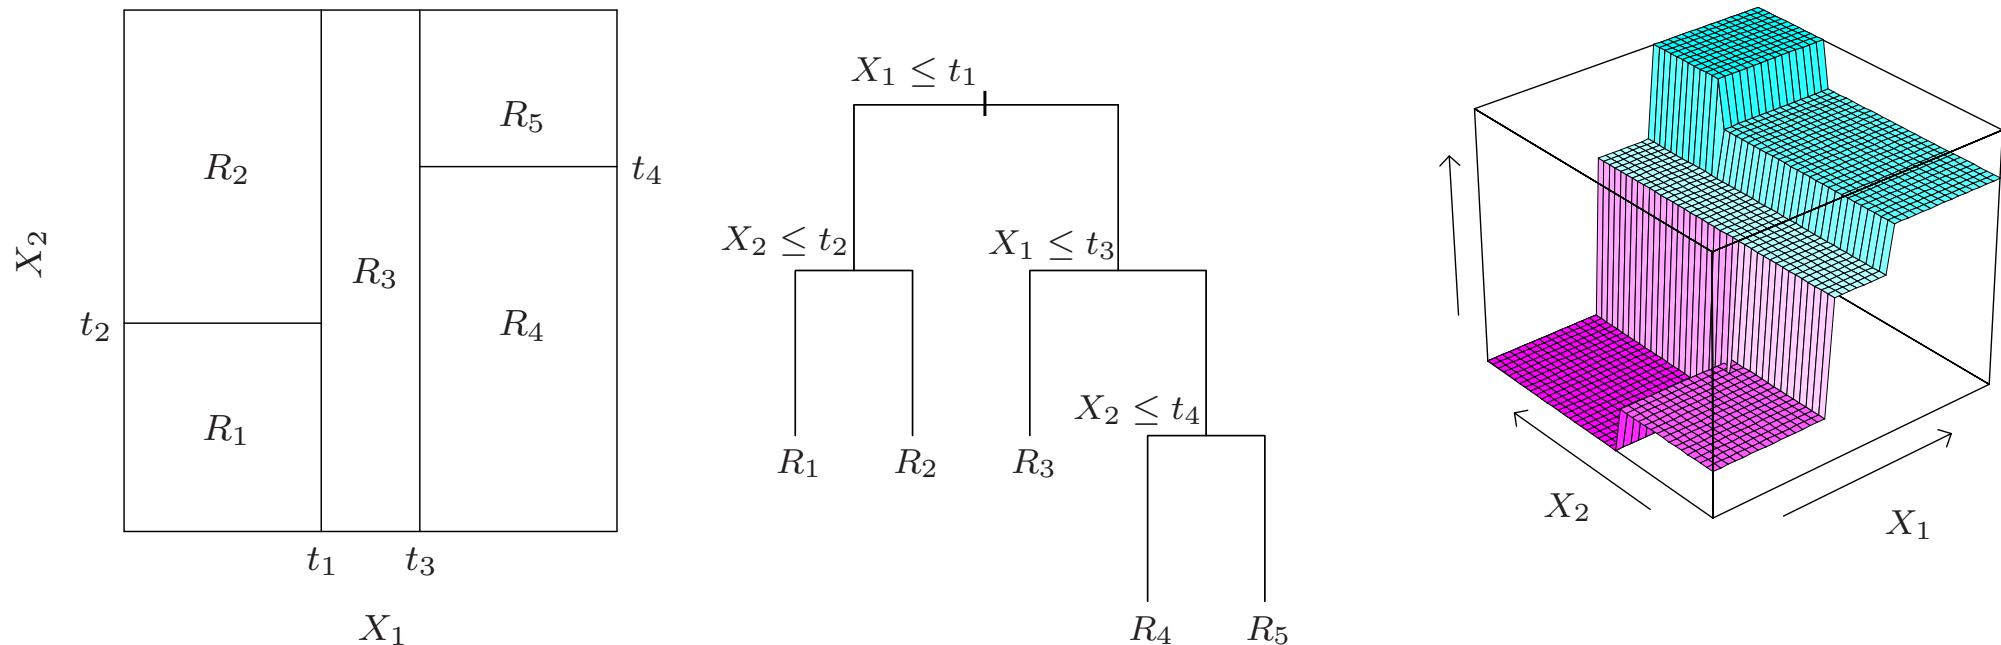 R₅
R₂
t₄
R₃
X₂
t₂
R₄
R₁
t₁
t₃
X₁
X₁ ≤ t₁
X₂ ≤ t₂
X₁ ≤ t₃
X₂ ≤ t₄
R₁
R₂
R₃
R₄
R₅
X₂
X₁